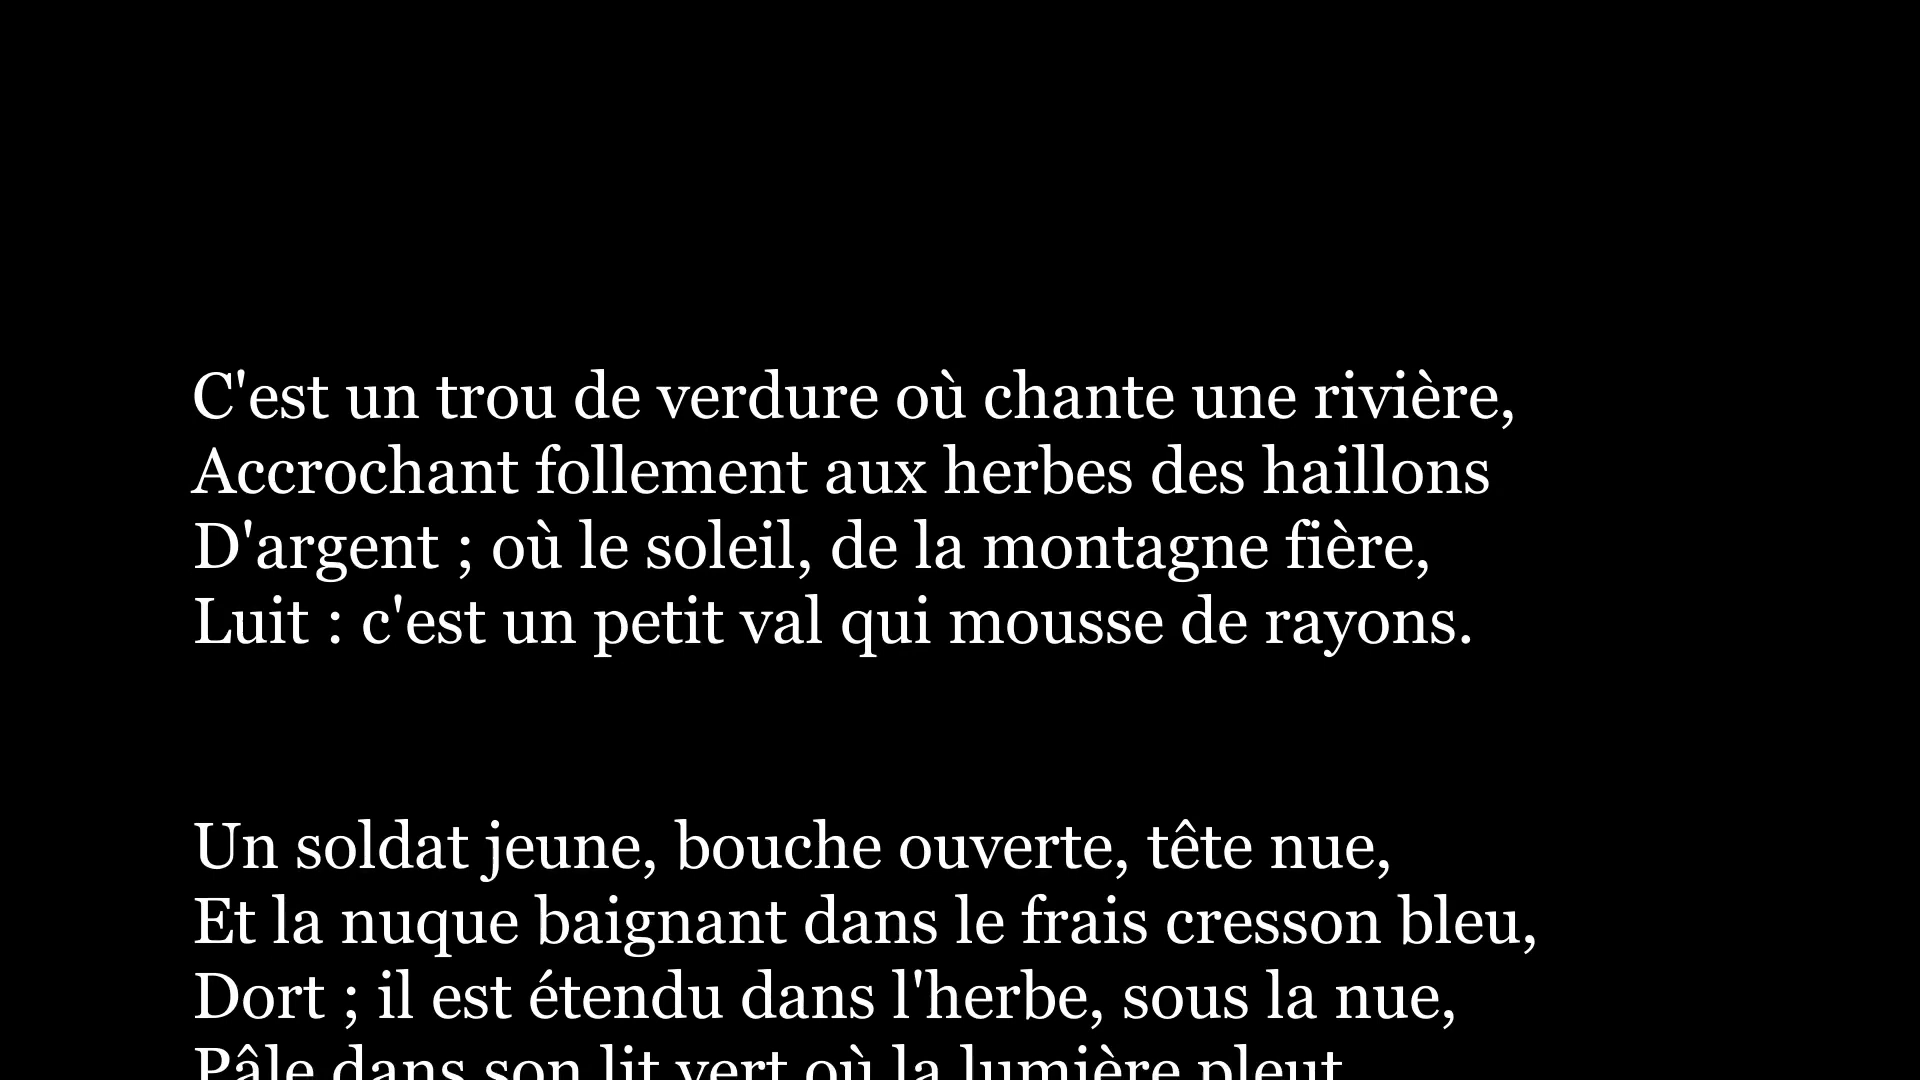 C'est un trou de verdure où chante une rivière,
Accrochant follement aux herbes des haillons
D'argent ; où le soleil, de la montagne fière,
Luit : c'est un petit val qui mousse de rayons.
Un soldat jeune, bouche ouverte, tête nue,
Et la nuque baignant dans le frais cresson bleu,
Dort ; il est étendu dans l'herbe, sous la nue,
Pâle dans son lit vert où la lumière pleut